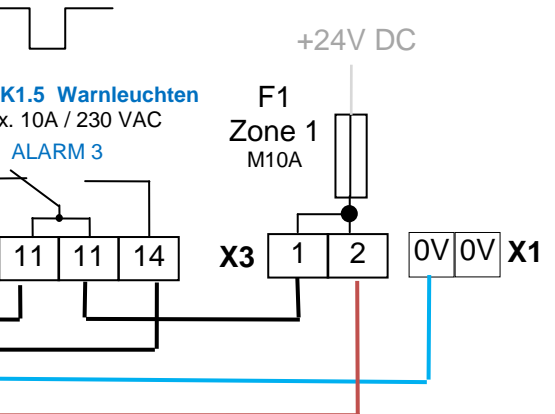 +24V DC
K1.5 Warnleuchten
x. 10A / 230 VAC
ALARM 3
F1
Zone 1
M10A
11 11 14
X3 1 2
0V 0V X1